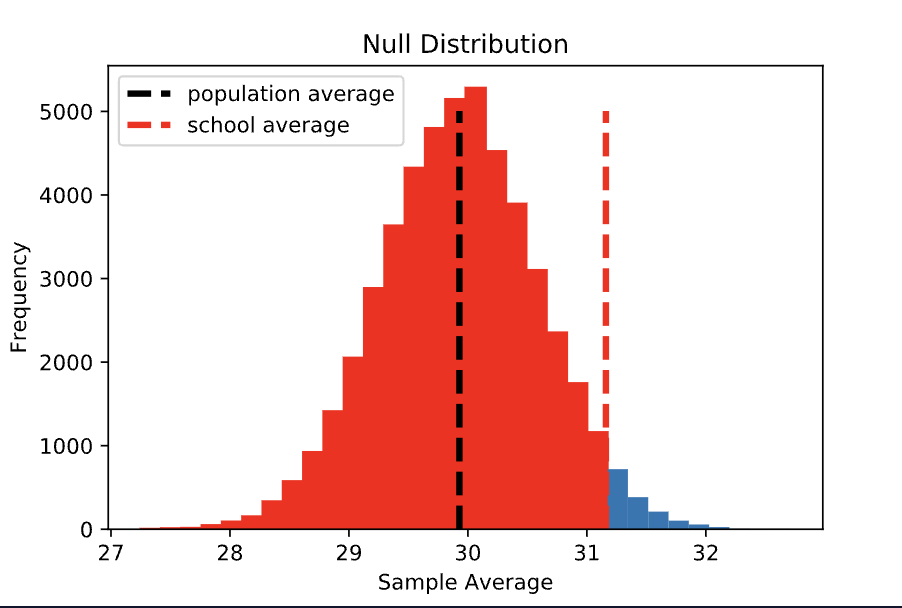 Null Distribution
population average
school average
5000
4000
3000
2000
1000
0
Frequency
27 28 29 30 31 32
Sample Average